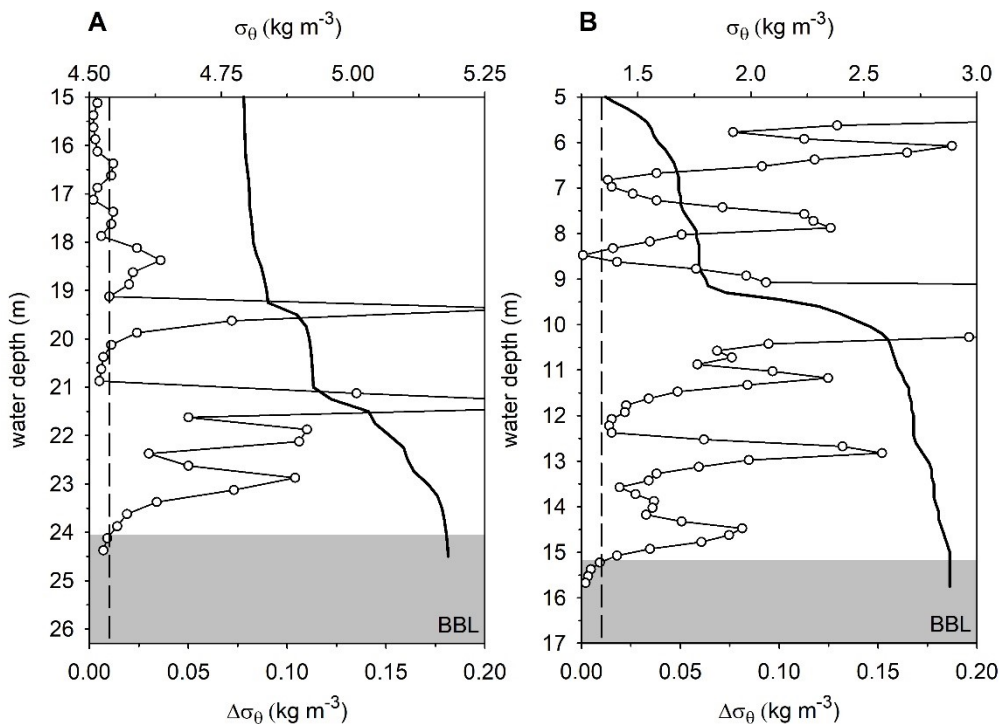 A
σθ (kg m-3)
4.50 4.75 5.00 5.25
15
16
17
18
19
20
21
22
23
24
25
26
water depth (m)
BBL
0.00 0.05 0.10 0.15 0.20
Δσθ (kg m-3)
B
σθ (kg m-3)
1.5 2.0 2.5 3.0
5
6
7
8
9
10
11
12
13
14
15
16
17
water depth (m)
BBL
0.00 0.05 0.10 0.15 0.20
Δσθ (kg m-3)